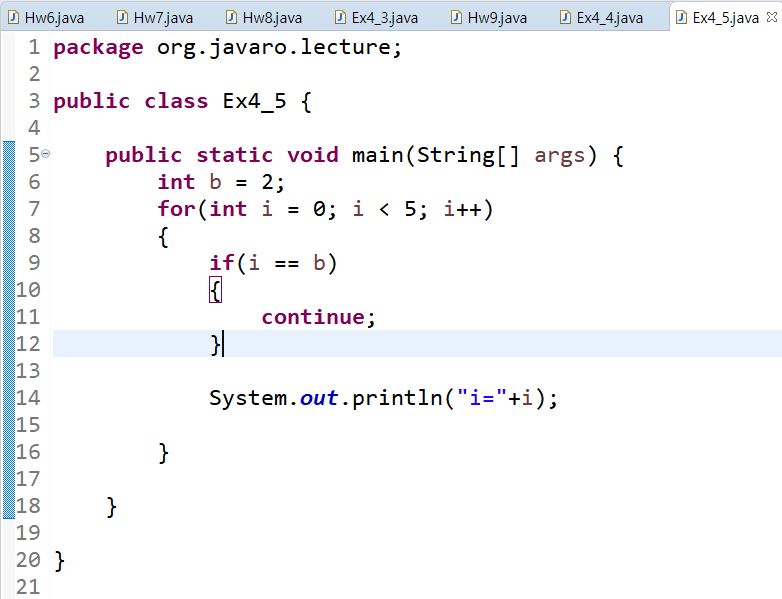 Hw6.java Hw7.java Hw8.java Ex4_3.java Hw9.java Ex4_4.java Ex4_5.java
1 package org.javaro.lecture;
2
3 public class Ex4_5 {
4
5 public static void main(String[] args) {
6 int b = 2;
7 for(int i = 0; i < 5; i++)
8 {
9 if(i == b)
10 {
11 continue;
12 }
13
14 System.out.println("i="+i);
15
16 }
17
18 }
19
20 }
21